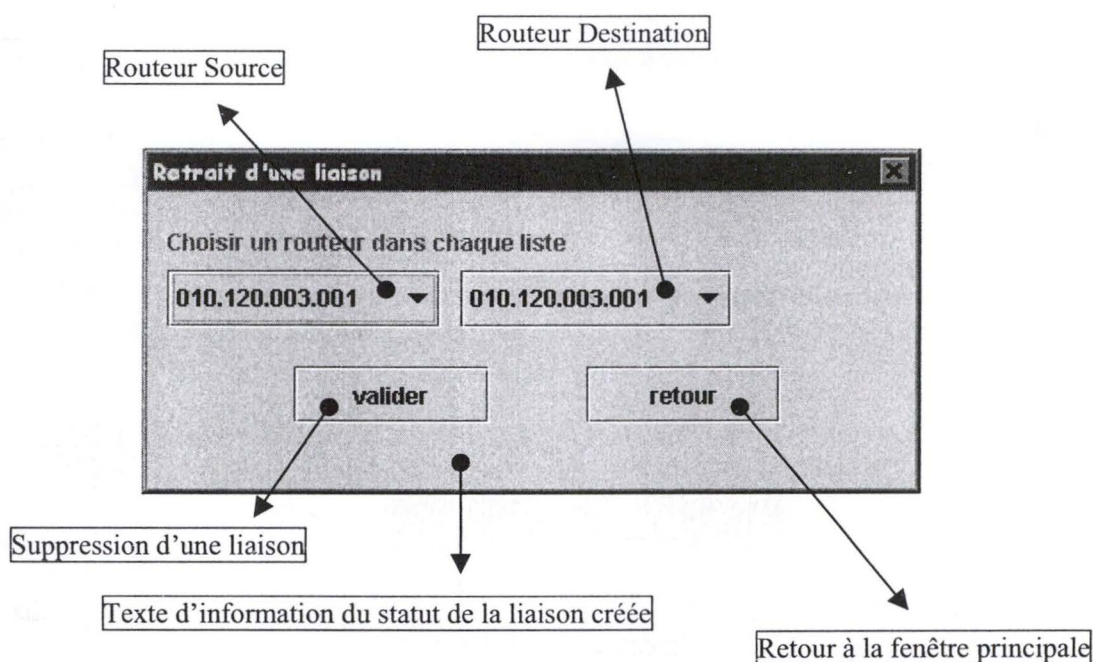 Routeur Destination
Routeur Source
Retrait d'une liaison
Choisir un routeur dans chaque liste
010.120.003.001
010.120.003.001
valider
retour
Suppression d'une liaison
Texte d'information du statut de la liaison créée
Retour à la fenêtre principale